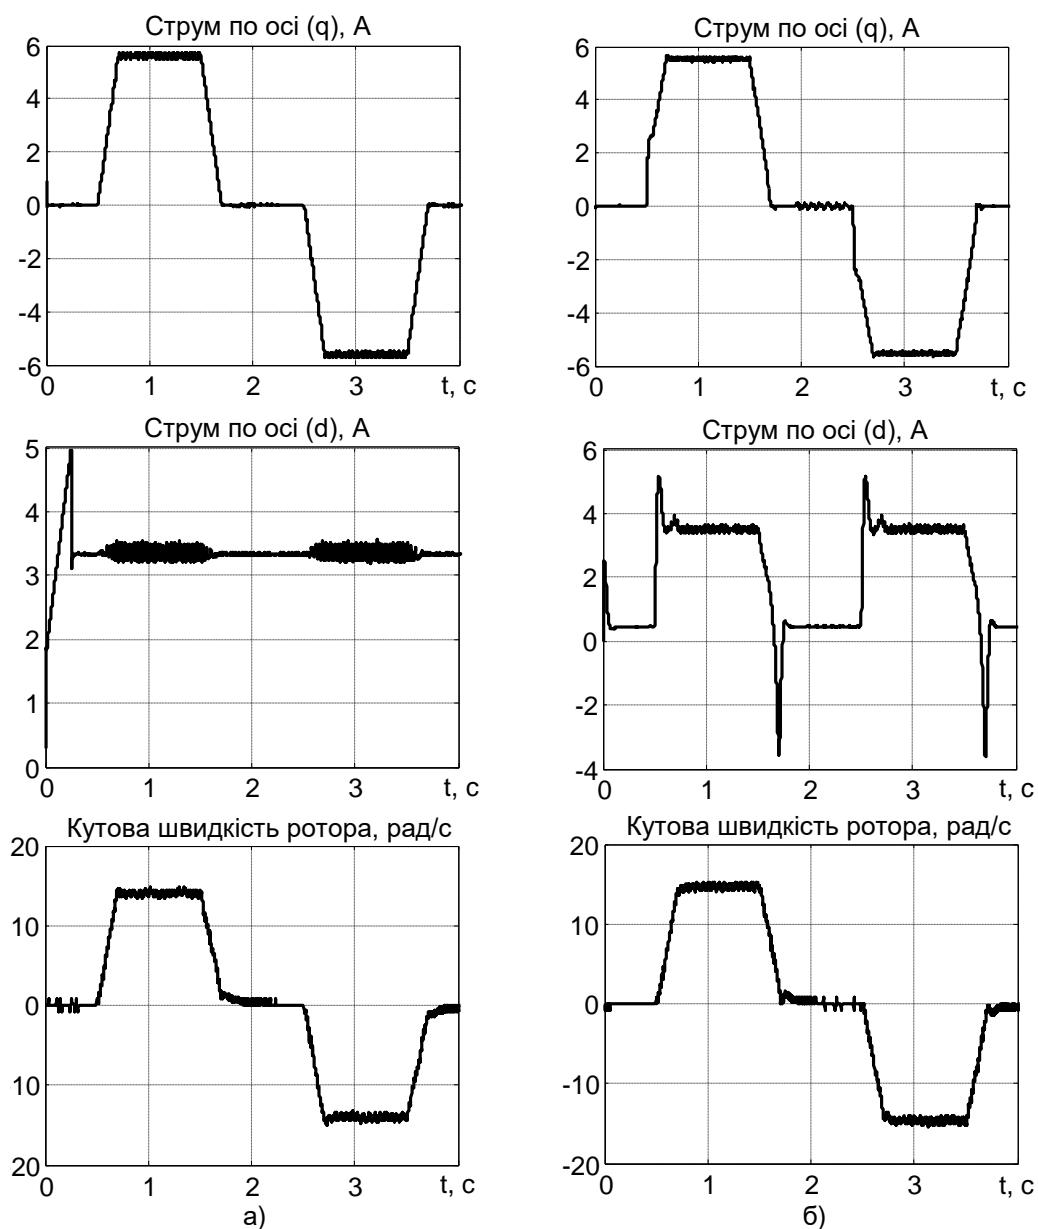 Струм по осі (q), А
6
4
2
0
-2
-4
-6
0 1 2 3 t, с
Струм по осі (q), А
6
4
2
0
-2
-4
-6
0 1 2 3 t, с
Струм по осі (d), А
5
4
3
2
1
0
0 1 2 3 t, с
Струм по осі (d), А
6
4
2
0
-2
-4
0 1 2 3 t, с
Кутова швидкість ротора, рад/с
20
10
0
10
20
0 1 2 3 t, с
а)
Кутова швидкість ротора, рад/с
20
10
0
-10
-20
0 1 2 3 t, с
б)